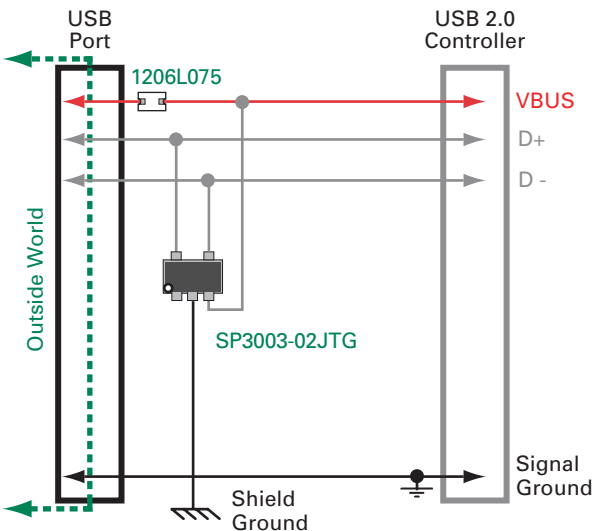 USB
Port
USB 2.0
Controller
1206L075
VBUS
D+
D -
Outside World
SP3003-02JTG
Signal
Ground
Shield
Ground